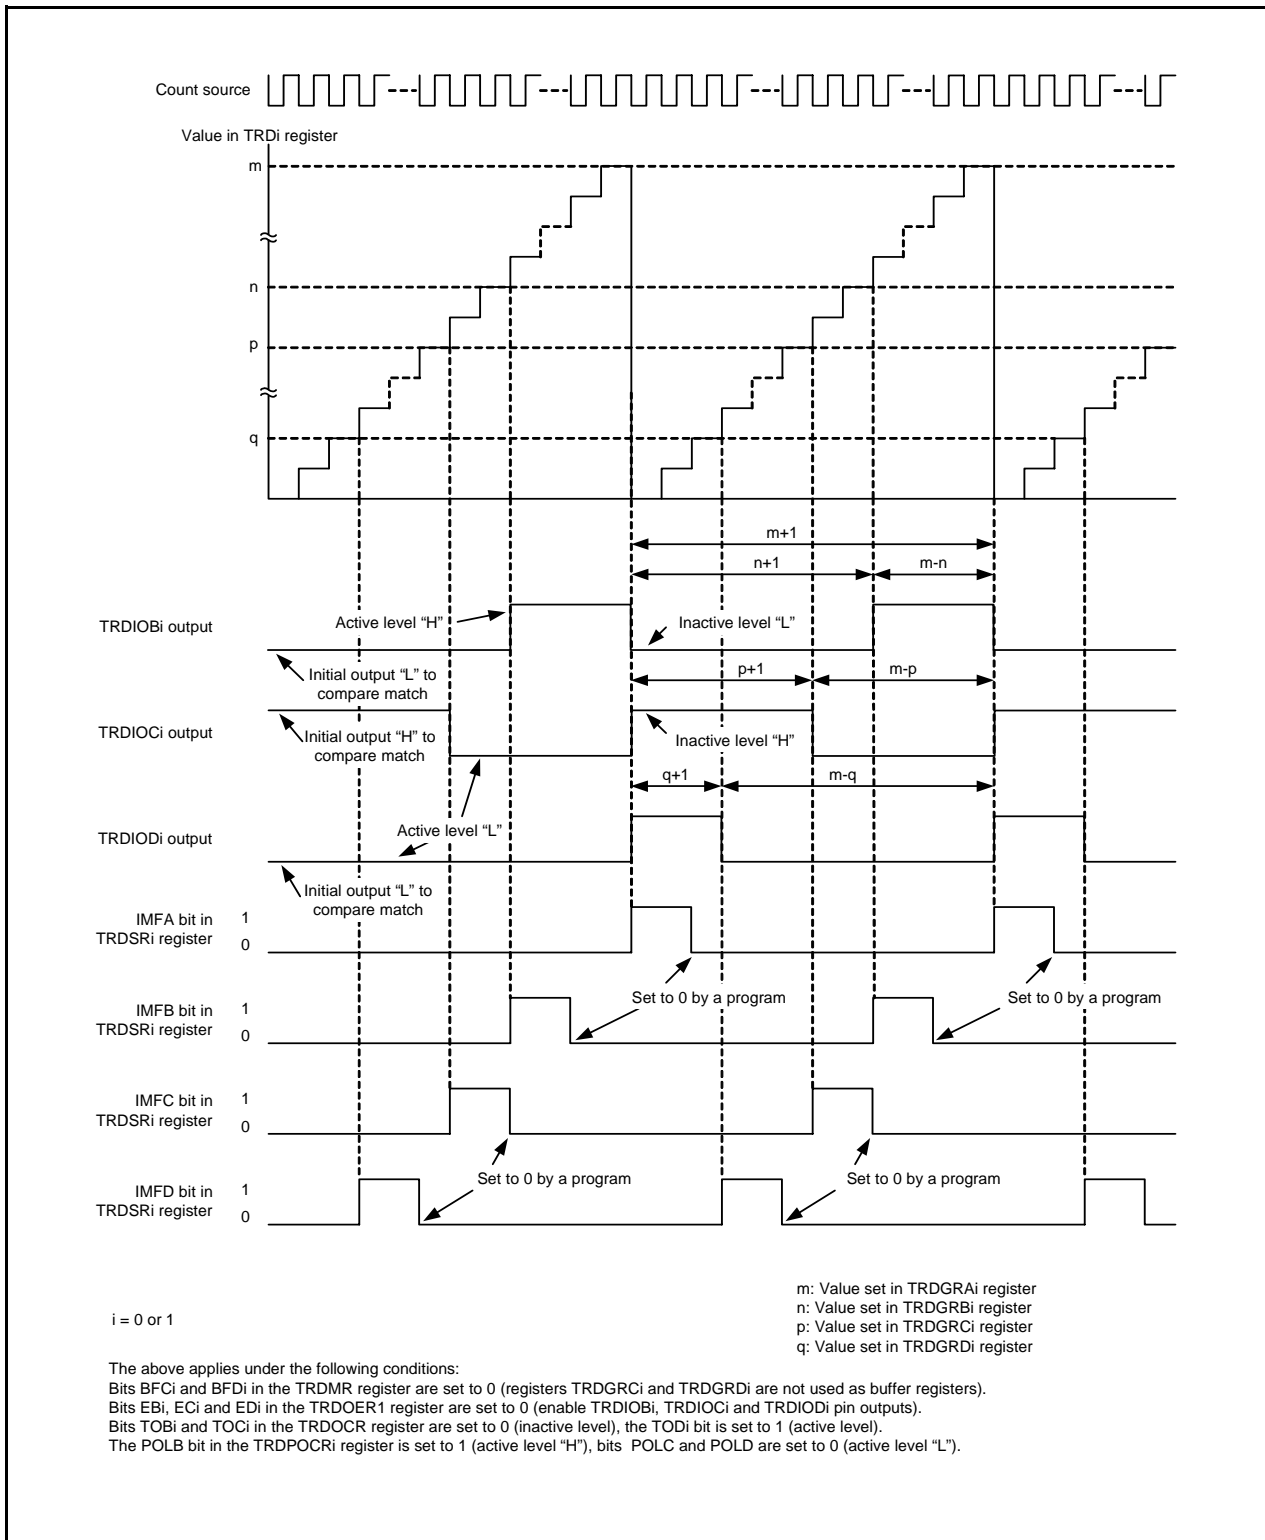 Count source
Value in TRDi register
m
n
p
q
m+1
n+1
m-n
TRDIOBi output
Active level “H”
Inactive level “L”
Initial output “L” to
compare match
p+1
m-p
TRDIOCi output
Initial output “H” to
compare match
Inactive level “H”
q+1
m-q
TRDIODi output
Active level “L”
Initial output “L” to
compare match
IMFA bit in
TRDSRi register
1
0
Set to 0 by a program
Set to 0 by a program
IMFB bit in
TRDSRi register
1
0
IMFC bit in
TRDSRi register
1
0
Set to 0 by a program
Set to 0 by a program
IMFD bit in
TRDSRi register
1
0
i = 0 or 1
m: Value set in TRDGRAi register
n: Value set in TRDGRBi register
p: Value set in TRDGRCi register
q: Value set in TRDGRDi register
The above applies under the following conditions:
Bits BFCi and BFDi in the TRDMR register are set to 0 (registers TRDGRCi and TRDGRDi are not used as buffer registers).
Bits EBi, ECi and EDi in the TRDOER1 register are set to 0 (enable TRDIOBi, TRDIOCi and TRDIODi pin outputs).
Bits TOBi and TOCi in the TRDOCR register are set to 0 (inactive level), the TODi bit is set to 1 (active level).
The POLB bit in the TRDPOCRi register is set to 1 (active level “H”), bits POLC and POLD are set to 0 (active level “L”).